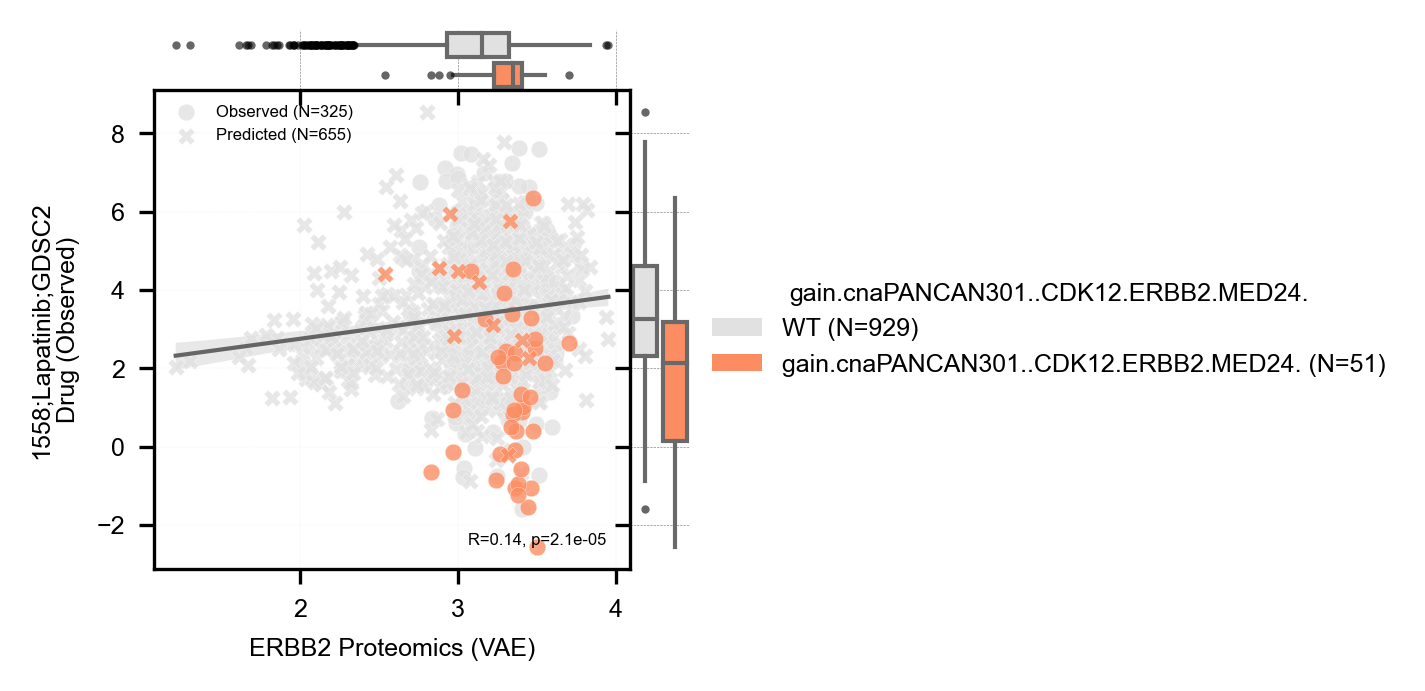 Observed (N=325)
Predicted (N=655)
8
6
4
2
0
−2
1558;Lapatinib;GDSC2
Drug (Observed)
R=0.14, p=2.1e-05
2
3
4
ERBB2 Proteomics (VAE)
gain.cnaPANCAN301..CDK12.ERBB2.MED24.
WT (N=929)
gain.cnaPANCAN301..CDK12.ERBB2.MED24. (N=51)